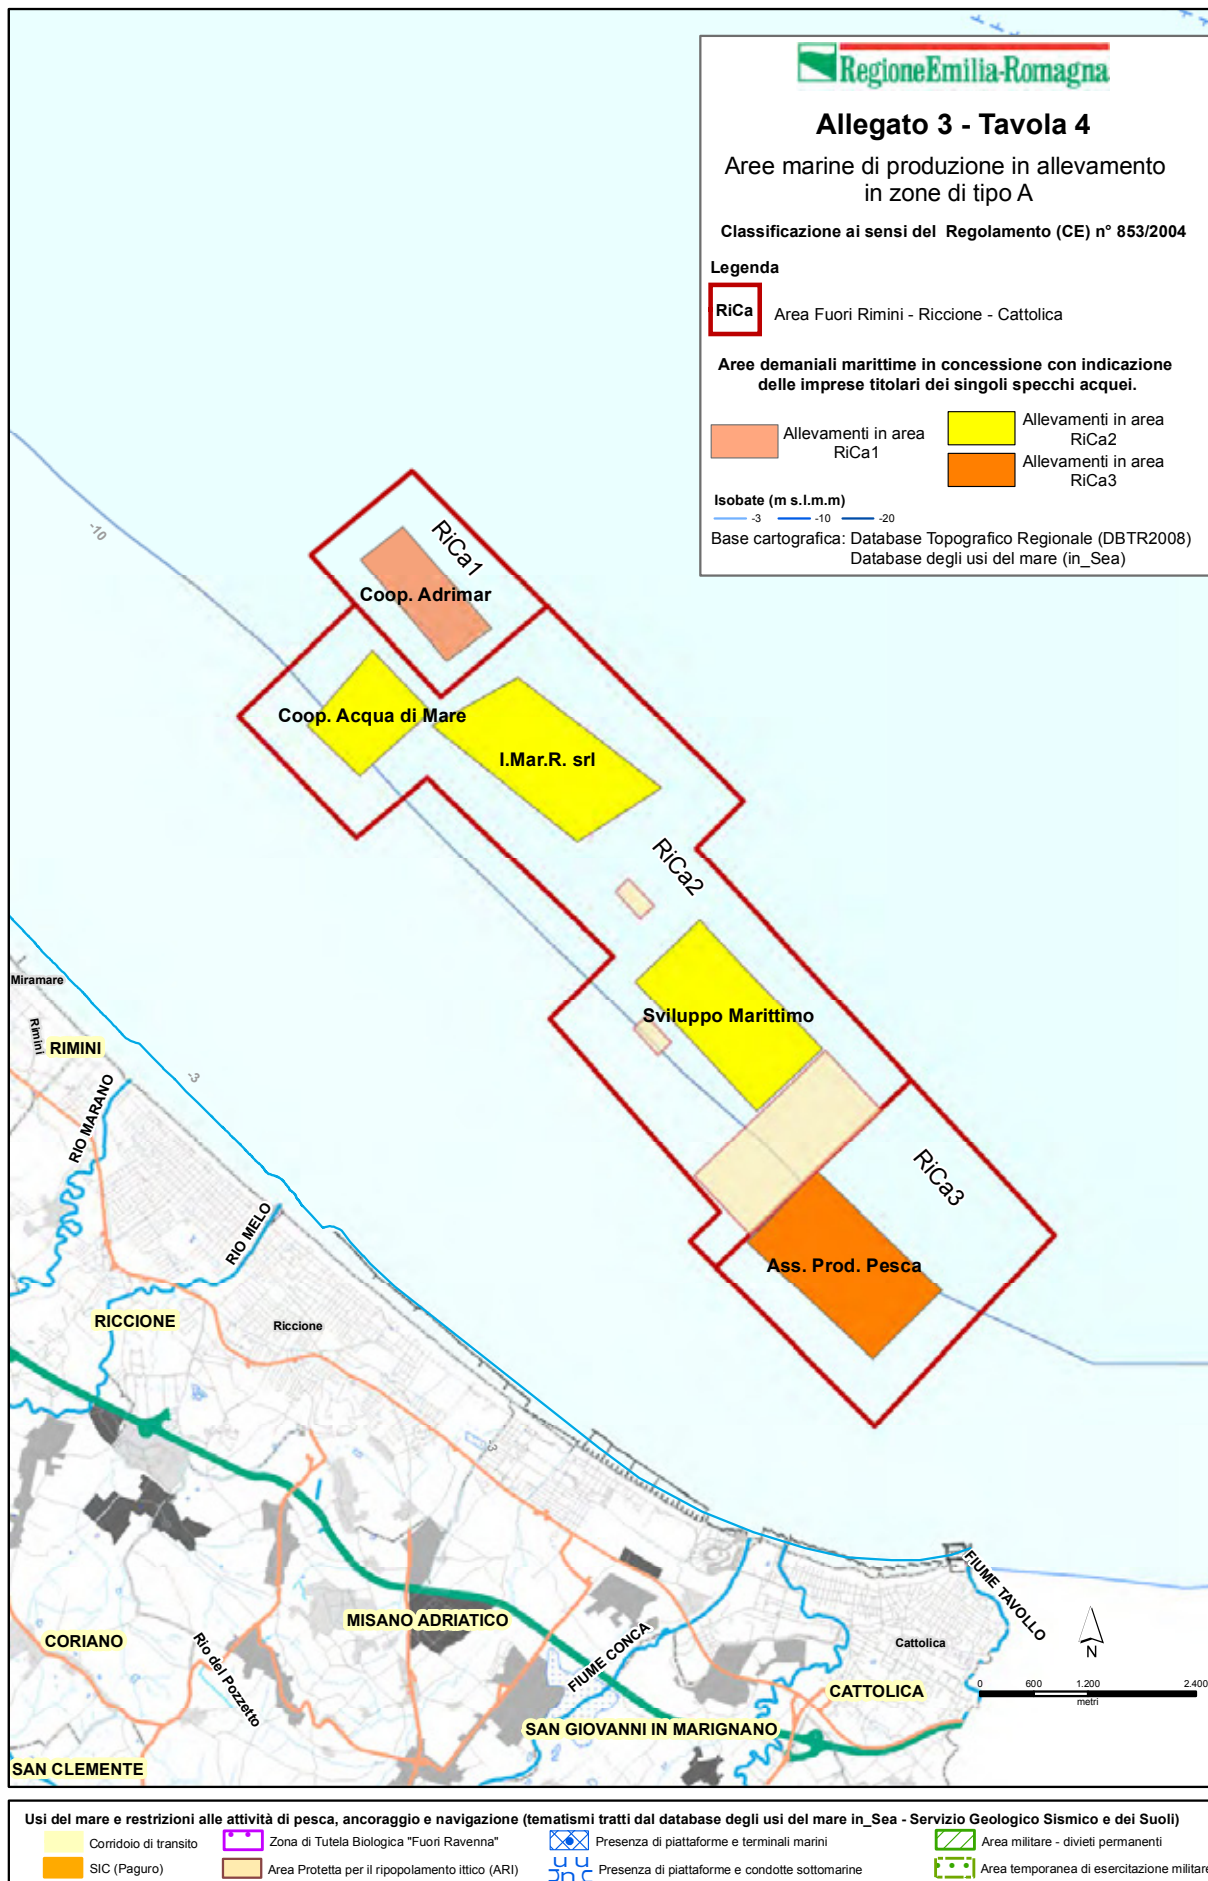 RegioneEmilia-Romagna
Allegato 3 - Tavola 4
Aree marine di produzione in allevamento
in zone di tipo A
Classificazione ai sensi del Regolamento (CE) n° 853/2004
Legenda
RiCa
Area Fuori Rimini - Riccione - Cattolica
Aree demaniali marittime in concessione con indicazione
delle imprese titolari dei singoli specchi acquei.
Allevamenti in area
RiCa1
Allevamenti in area
RiCa2
Allevamenti in area
RiCa3
Isobate (m s.l.m.m)
-3 -10 -20
Base cartografica: Database Topografico Regionale (DBTR2008)
Database degli usi del mare (in_Sea)
-10
RiCa1
Coop. Adrimar
Coop. Acqua di Mare
I.Mar.R. srl
RiCa2
Sviluppo Marittimo
RiCa3
Ass. Prod. Pesca
Miramare
Rimini
RIMINI
-3
RIO MARANO
RIO MELO
RICCIONE
Riccione
-3
MISANO ADRIATICO
CORIANO
Rio del Pozzetto
FIUME CONCA
FIUME TAVOLLO
Cattolica
CATTOLICA
SAN GIOVANNI IN MARIGNANO
SAN CLEMENTE
N
0 600 1.200 2.400
metri
Usi del mare e restrizioni alle attività di pesca, ancoraggio e navigazione (tematismi tratti dal database degli usi del mare in_Sea - Servizio Geologico Sismico e dei Suoli)
Corridoio di transito
Zona di Tutela Biologica "Fuori Ravenna"
Presenza di piattaforme e terminali marini
Area militare - divieti permanenti
SIC (Paguro)
Area Protetta per il ripopolamento ittico (ARI)
Presenza di piattaforme e condotte sottomarine
Area temporanea di esercitazione militare